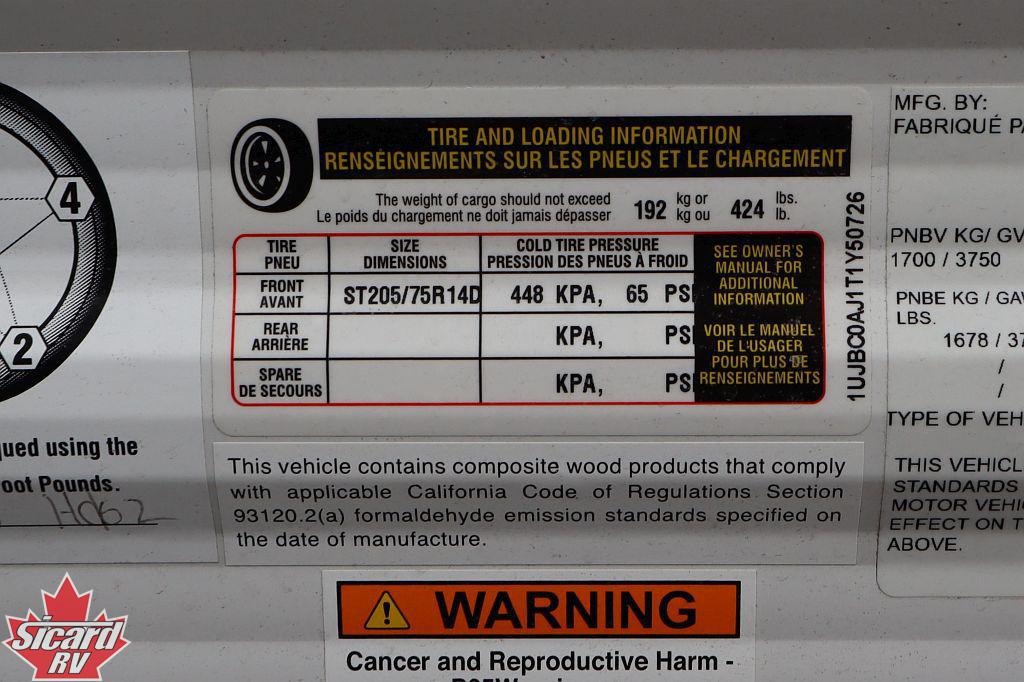 4
2
qued using the
oot Pounds.
TIRE AND LOADING INFORMATION
RENSEIGNEMENTS SUR LES PNEUS ET LE CHARGEMENT
The weight of cargo should not exceed 192 kg or 424 lbs.
Le poids du chargement ne doit jamais dépasser kg ou lb.
TIRE SIZE COLD TIRE PRESSURE
PNEU DIMENSIONS PRESSION DES PNEUS À FROID
FRONT
AVANT
ST205/75R14D 448 KPA, 65 PSI
REAR
ARRIÈRE
KPA, PSI
SPARE
DE SECOURS
KPA, PSI
SEE OWNER'S
MANUAL FOR
ADDITIONAL
INFORMATION
VOIR LE MANUEL
DE L'USAGER
POUR PLUS DE
RENSEIGNEMENTS
1UJBC0AJ1T1Y50726
This vehicle contains composite wood products that comply
with applicable California Code of Regulations Section
93120.2(a) formaldehyde emission standards specified on
the date of manufacture.
WARNING
Cancer and Reproductive Harm -
MFG. BY:
FABRIQUÉ PA
PNBV KG/ GV
1700 / 3750
PNBE KG / GAW
LBS.
1678 / 37
/
/
TYPE OF VEH
THIS VEHICL
STANDARDS
MOTOR VEHI
EFFECT ON T
ABOVE.
Sicard
RV